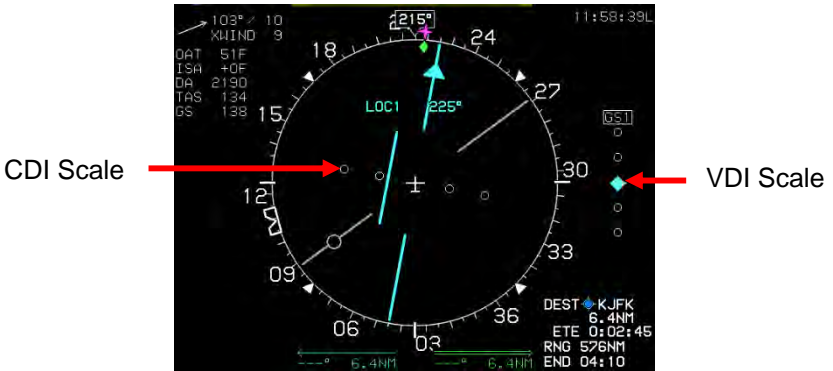 103°/ 10
XWIND 9
OAT 51F
ISA +0F
DA 2190
TAS 134
GS 138
11:58:39L
215°
18
24
27
15
LOC1 225°
GS1
CDI Scale
VDI Scale
30
12
33
09
36
06
03
DEST KJFK
6.4NM
ETE 0:02:45
RNG 576NM
END 04:10
---° 6.4NM
---° 6.4NM